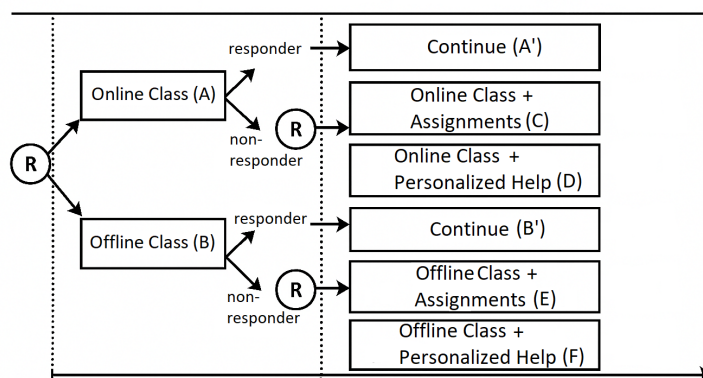 responder
Continue (A')
Online Class (A)
Online Class +
Assignments (C)
R
non-
responder
Online Class +
Personalized Help (D)
R
responder
Continue (B')
Offline Class (B)
Offline Class +
Assignments (E)
R
non-
responder
Offline Class +
Personalized Help (F)